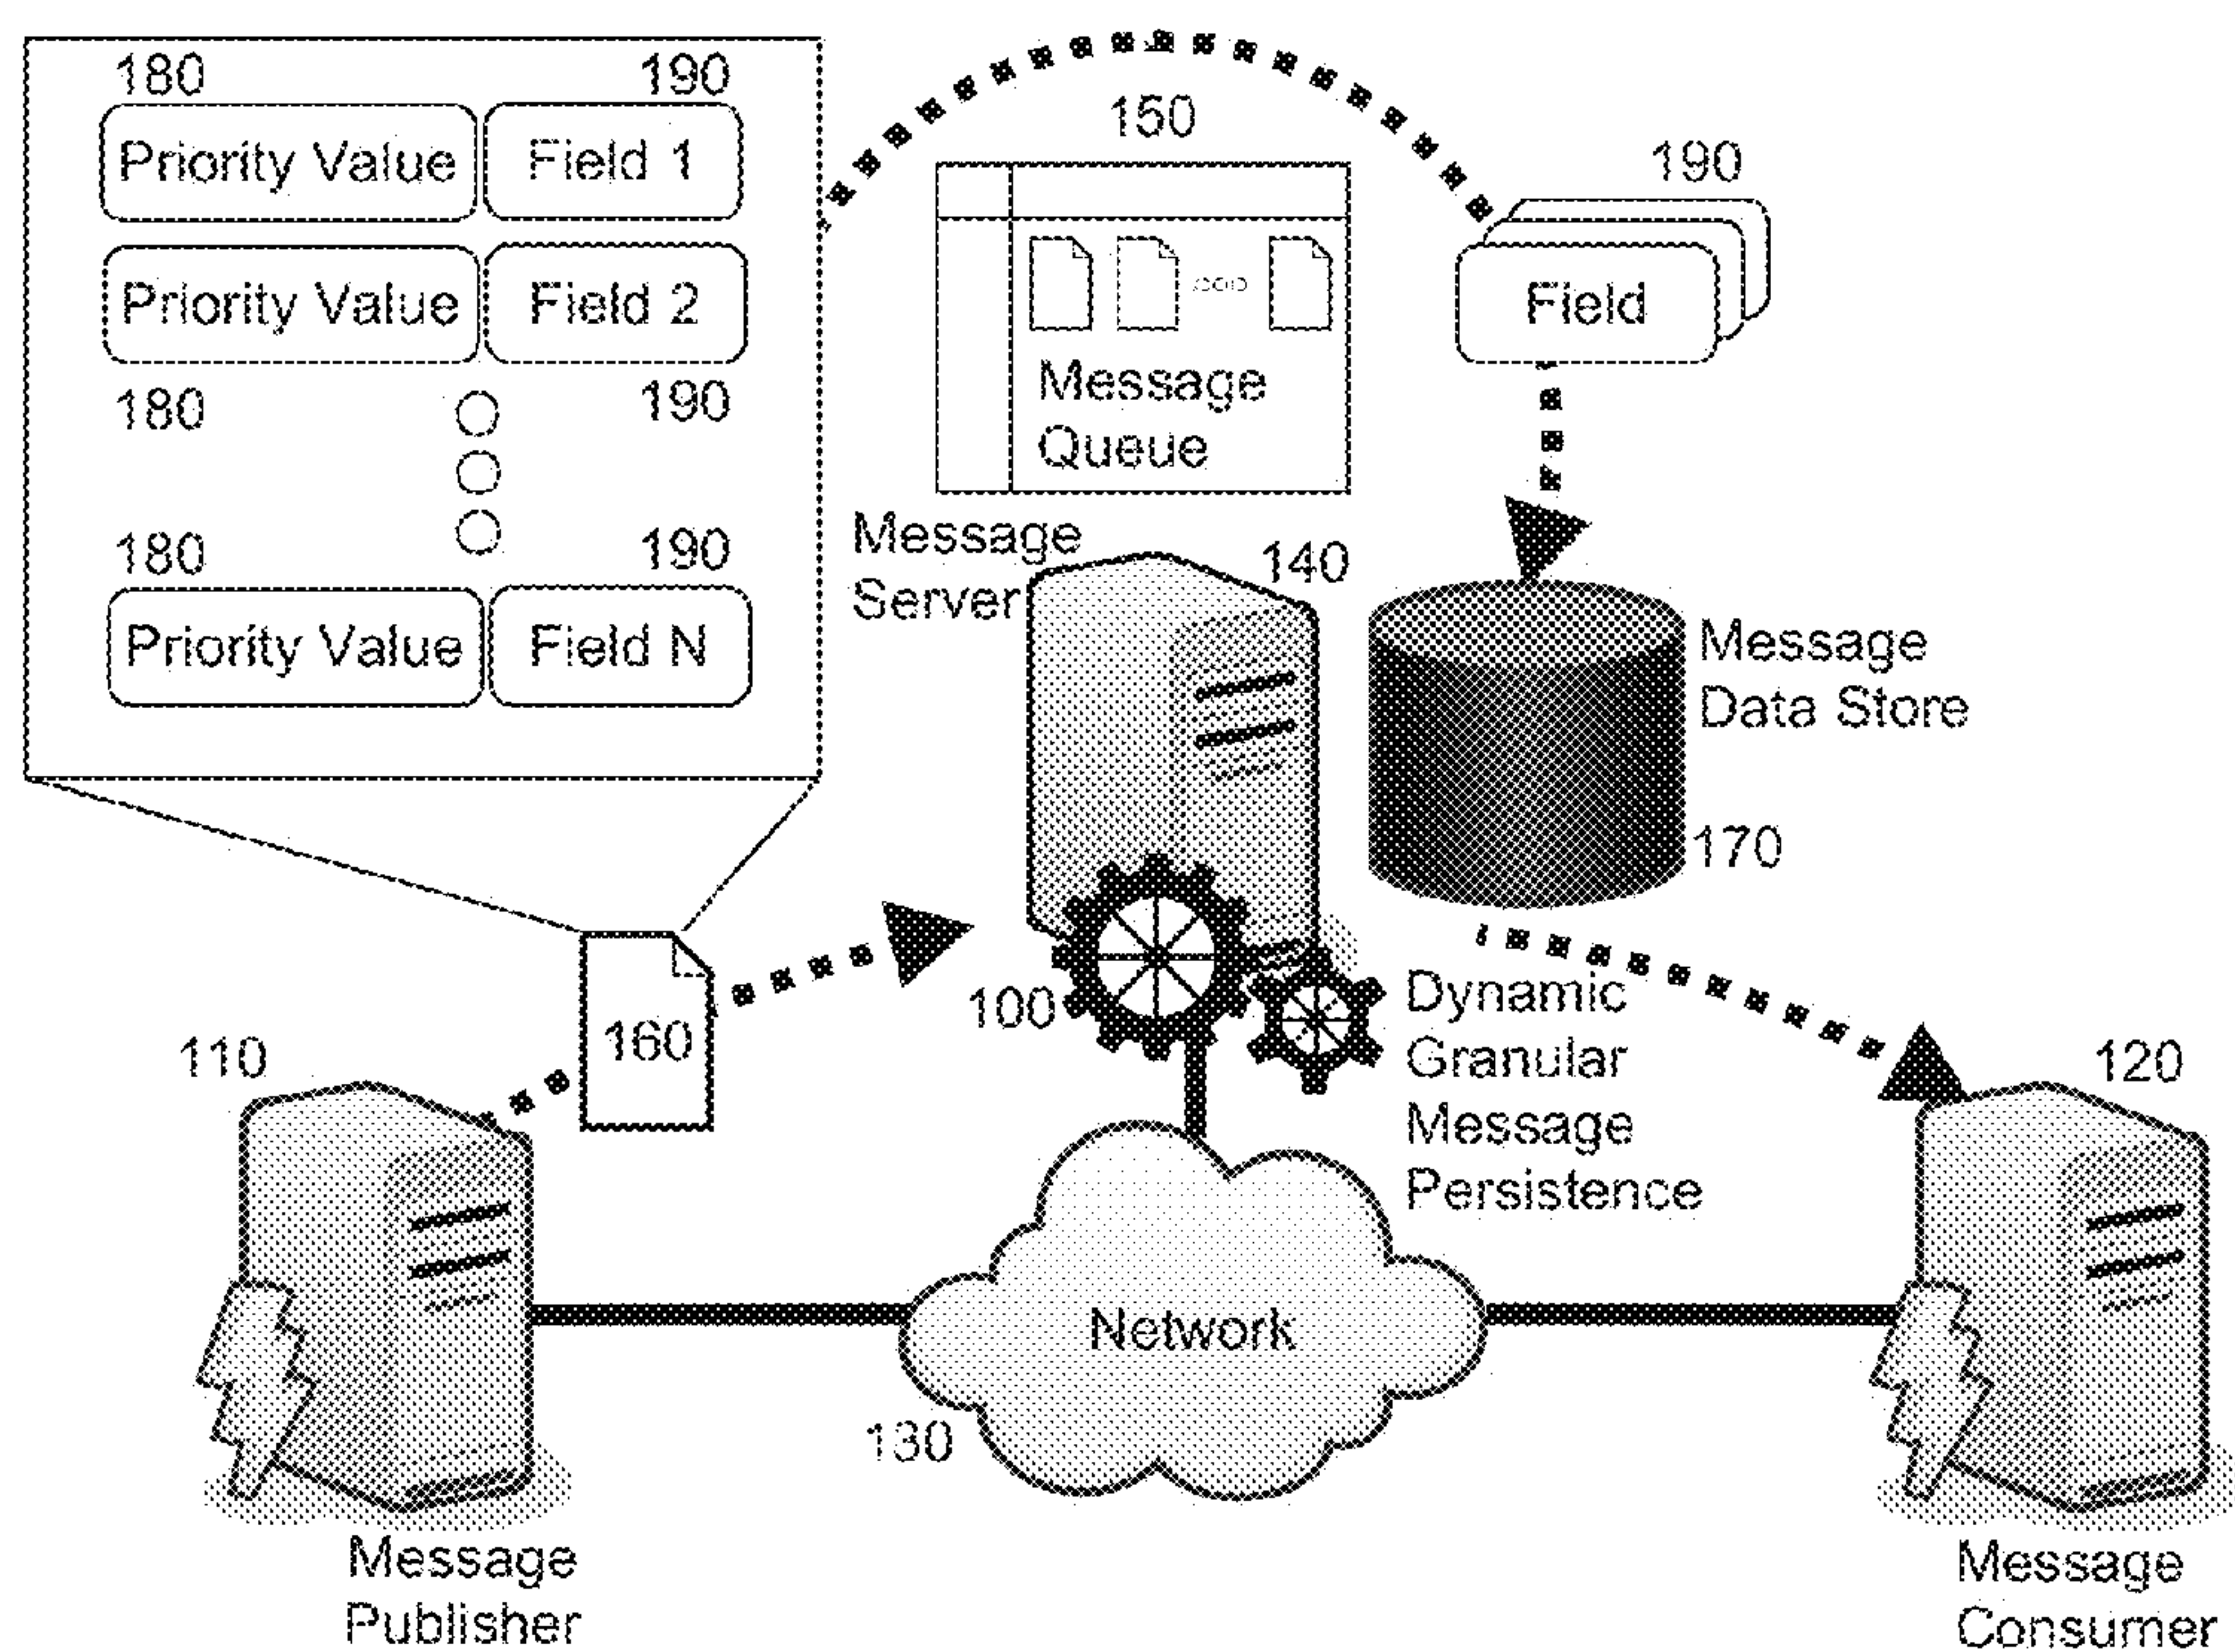 180 190
Priority Value Field 1
Priority Value Field 2
180 190
180 190
Priority Value Field N
150
Message
Queue
190
Field
Message
Server
140
Message
Data Store
170
100
Dynamic
Granular
Message
Persistence
160
110
120
Network
130
Message
Publisher
Message
Consumer